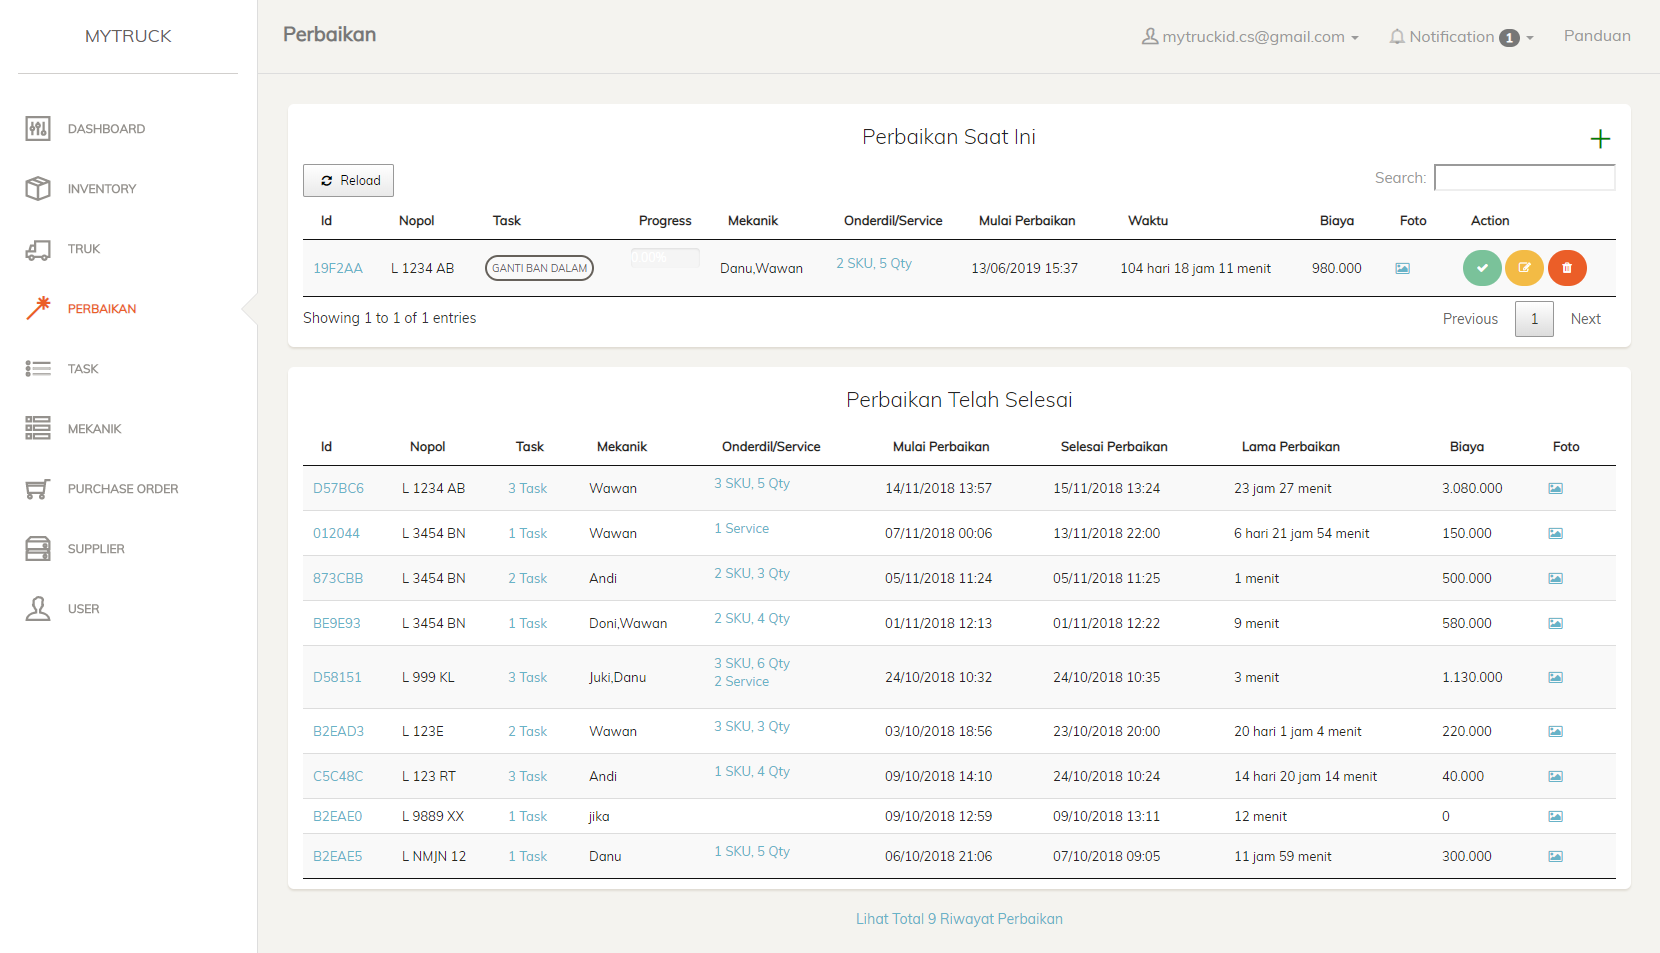 MYTRUCK
Perbaikan
mytruckid.cs@gmail.com
Notification 1
Panduan
DASHBOARD
INVENTORY
TRUK
PERBAIKAN
TASK
MEKANIK
PURCHASE ORDER
SUPPLIER
USER
Perbaikan Saat Ini
Reload
Search:
Id Nopol Task Progress Mekanik Onderdil/Service Mulai Perbaikan Waktu Biaya Foto Action
19F2AA L 1234 AB GANTI BAN DALAM 0.00% Danu,Wawan 2 SKU, 5 Qty 13/06/2019 15:37 104 hari 18 jam 11 menit 980.000
Showing 1 to 1 of 1 entries
Previous 1 Next
Perbaikan Telah Selesai
Id Nopol Task Mekanik Onderdil/Service Mulai Perbaikan Selesai Perbaikan Lama Perbaikan Biaya Foto
D57BC6 L 1234 AB 3 Task Wawan 3 SKU, 5 Qty 14/11/2018 13:57 15/11/2018 13:24 23 jam 27 menit 3.080.000
012044 L 3454 BN 1 Task Wawan 1 Service 07/11/2018 00:06 13/11/2018 22:00 6 hari 21 jam 54 menit 150.000
873CBB L 3454 BN 2 Task Andi 2 SKU, 3 Qty 05/11/2018 11:24 05/11/2018 11:25 1 menit 500.000
BE9E93 L 3454 BN 1 Task Doni,Wawan 2 SKU, 4 Qty 01/11/2018 12:13 01/11/2018 12:22 9 menit 580.000
D58151 L 999 KL 3 Task Juki,Danu 3 SKU, 6 Qty 24/10/2018 10:32 24/10/2018 10:35 3 menit 1.130.000
2 Service
B2EAD3 L 123E 2 Task Wawan 3 SKU, 3 Qty 03/10/2018 18:56 23/10/2018 20:00 20 hari 1 jam 4 menit 220.000
C5C48C L 123 RT 3 Task Andi 1 SKU, 4 Qty 09/10/2018 14:10 24/10/2018 10:24 14 hari 20 jam 14 menit 40.000
B2EAE0 L 9889 XX 1 Task jika 09/10/2018 12:59 09/10/2018 13:11 12 menit 0
B2EAE5 L NMJN 12 1 Task Danu 1 SKU, 5 Qty 06/10/2018 21:06 07/10/2018 09:05 11 jam 59 menit 300.000
Lihat Total 9 Riwayat Perbaikan